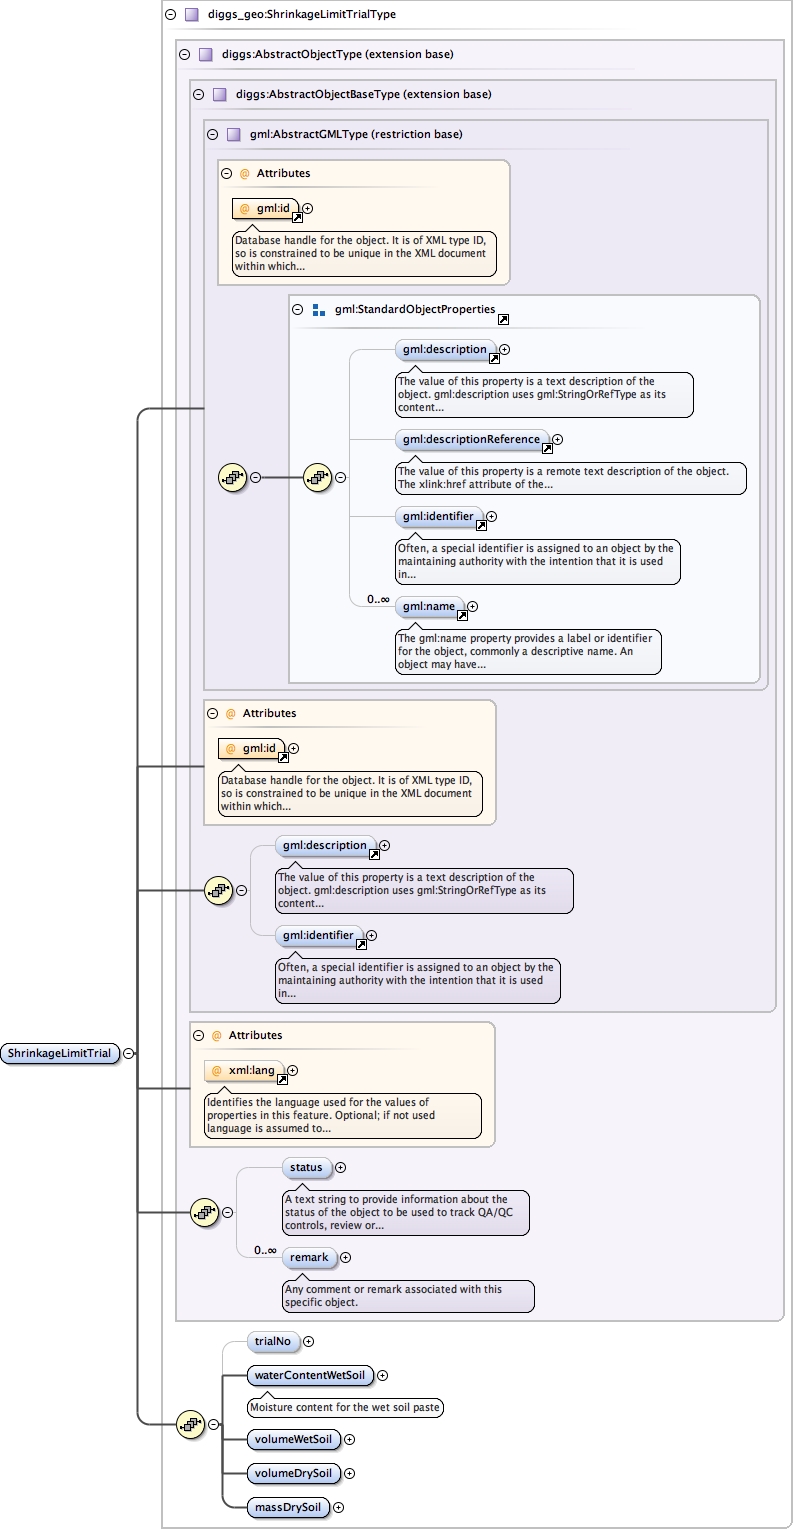 diggs_geo:ShrinkageLimitTrialType
diggs:AbstractObjectType (extension base)
diggs:AbstractObjectBaseType (extension base)
gml:AbstractGMLType (restriction base)
@ Attributes
@ gml:id
Database handle for the object. It is of XML type ID,
so is constrained to be unique in the XML document
within which...
gml:StandardObjectProperties
gml:description
The value of this property is a text description of the
object. gml:description uses gml:StringOrRefType as its
content...
gml:descriptionReference
The value of this property is a remote text description of the object.
The xlink:href attribute of the...
gml:identifier
Often, a special identifier is assigned to an object by the
maintaining authority with the intention that it is used
in...
0..∞
gml:name
The gml:name property provides a label or identifier
for the object, commonly a descriptive name. An
object may have...
@ Attributes
@ gml:id
Database handle for the object. It is of XML type ID,
so is constrained to be unique in the XML document
within which...
gml:description
The value of this property is a text description of the
object. gml:description uses gml:StringOrRefType as its
content...
gml:identifier
Often, a special identifier is assigned to an object by the
maintaining authority with the intention that it is used
in...
ShrinkageLimitTrial
@ Attributes
@ xml:lang
Identifies the language used for the values of
properties in this feature. Optional; if not used
language is assumed to...
status
A text string to provide information about the
status of the object to be used to track QA/QC
controls, review or...
0..∞
remark
Any comment or remark associated with this
specific object.
trialNo
waterContentWetSoil
Moisture content for the wet soil paste
volumeWetSoil
volumeDrySoil
massDrySoil